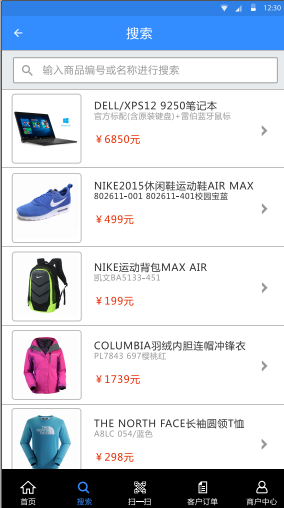 12:30
搜索
输入商品编号或名称进行搜索
DELL/XPS12 9250笔记本
官方标配(含原装键盘)+雷伯蓝牙鼠标
￥6850元
NIKE2015休闲鞋运动鞋AIR MAX
802611-001 802611-401校园宝蓝
￥499元
NIKE运动背包MAX AIR
凯文BA5133-451
￥199元
COLUMBIA羽绒内胆连帽冲锋衣
PL7843 697樱桃红
￥1739元
THE NORTH FACE长袖圆领T恤
A8LC 054/蓝色
￥298元
首页
搜索
扫一扫
客户订单
商户中心